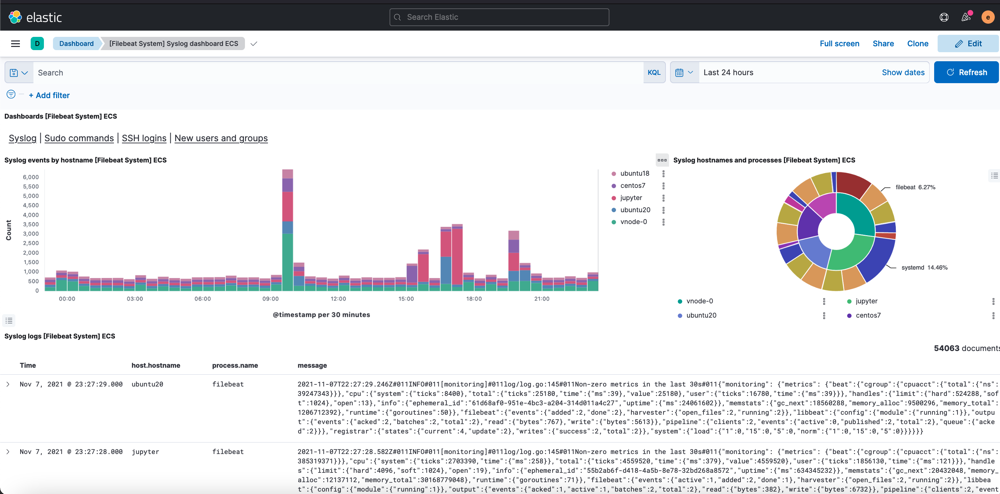 elastic
Search Elastic
e
D
Dashboard
[Filebeat System] Syslog dashboard ECS
Full screen
Share
Clone
Edit
Search
KQL
Last 24 hours
Show dates
Refresh
+ Add filter
Dashboards [Filebeat System] ECS
Syslog | Sudo commands | SSH logins | New users and groups
Syslog events by hostname [Filebeat System] ECS
Count
6,000
5,500
5,000
4,500
4,000
3,500
3,000
2,500
2,000
1,500
1,000
500
0
00:00
03:00
06:00
09:00
12:00
15:00
18:00
21:00
@timestamp per 30 minutes
ubuntu18
centos7
jupyter
ubuntu20
vnode-0
Syslog hostnames and processes [Filebeat System] ECS
filebeat 6.27%
systemd 14.46%
vnode-0
jupyter
ubuntu20
centos7
Syslog logs [Filebeat System] ECS
54063 documents
Time host.hostname process.name message
Nov 7, 2021 @ 23:27:29.000 ubuntu20 filebeat 2021-11-07T22:27:29.246Z#011INFO#011[monitoring]#011log/log.go:145#011Non-zero metrics in the last 30s#011{"monitoring": {"metrics": {"beat":{"cgroup":{"cpuacct":{"total":{"ns":
39247343}}},"cpu":{"system":{"ticks":8400},"total":{"ticks":25180,"time":{"ms":39},"value":25180},"user":{"ticks":16780,"time":{"ms":39}}},"handles":{"limit":{"hard":524288,"sof
t":1024},"open":13},"info":{"ephemeral_id":"61d68af0-951e-4bc3-a204-314d011a4c27","uptime":{"ms":24061602}},"memstats":{"gc_next":18560288,"memory_alloc":9500296,"memory_total":
1206712392},"runtime":{"goroutines":50}},"filebeat":{"events":{"added":2,"done":2},"harvester":{"open_files":2,"running":2}},"libbeat":{"config":{"module":{"running":1}},"outpu
t":{"events":{"acked":2,"batches":2,"total":2},"read":{"bytes":767},"write":{"bytes":5613}},"pipeline":{"clients":2,"events":{"active":0,"published":2,"total":2},"queue":{"acke
d":2}}},"registrar":{"states":{"current":4,"update":2},"writes":{"success":2,"total":2}},"system":{"load":{"1":0,"15":0,"5":0,"norm":{"1":0,"15":0,"5":0}}}}}}
Nov 7, 2021 @ 23:27:28.000 jupyter filebeat 2021-11-07T22:27:28.582Z#011INFO#011[monitoring]#011log/log.go:145#011Non-zero metrics in the last 30s#011{"monitoring": {"metrics": {"beat":{"cgroup":{"cpuacct":{"total":{"ns":
385319371}}},"cpu":{"system":{"ticks":2703390,"time":{"ms":258}},"total":{"ticks":4559520,"time":{"ms":379},"value":4559520},"user":{"ticks":1856130,"time":{"ms":121}}},"handle
s":{"limit":{"hard":4096,"soft":1024},"open":19},"info":{"ephemeral_id":"55b2ab6f-d418-4a5b-8e78-32bd268a8572","uptime":{"ms":634345232}},"memstats":{"gc_next":20432048,"memory_
alloc":12137112,"memory_total":30168779048},"runtime":{"goroutines":71}},"filebeat":{"events":{"active":1,"added":2,"done":1},"harvester":{"open_files":2,"running":2}},"libbea
t":{"config":{"module":{"running":1}},"output":{"events":{"acked":1,"active":1,"batches":2,"total":2},"read":{"bytes":382},"write":{"bytes":6732}},"pipeline":{"clients":2,"event